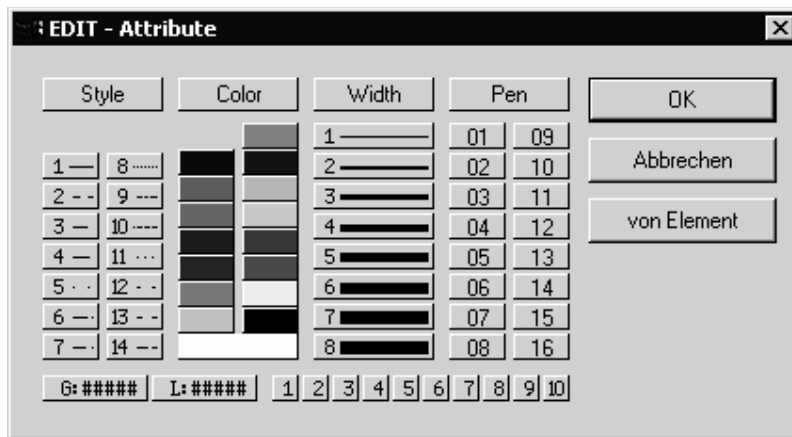 EDIT - Attribute
Style Color Width Pen OK
1 01 09
1 8 2 02 10 Abbrechen
2 9 3 03 11
3 10 4 04 12 von Element
4 11 5 05 13
5 12 6 06 14
6 13 7 07 15
7 14 8 08 16
G: ##### L: ##### 1 2 3 4 5 6 7 8 9 10